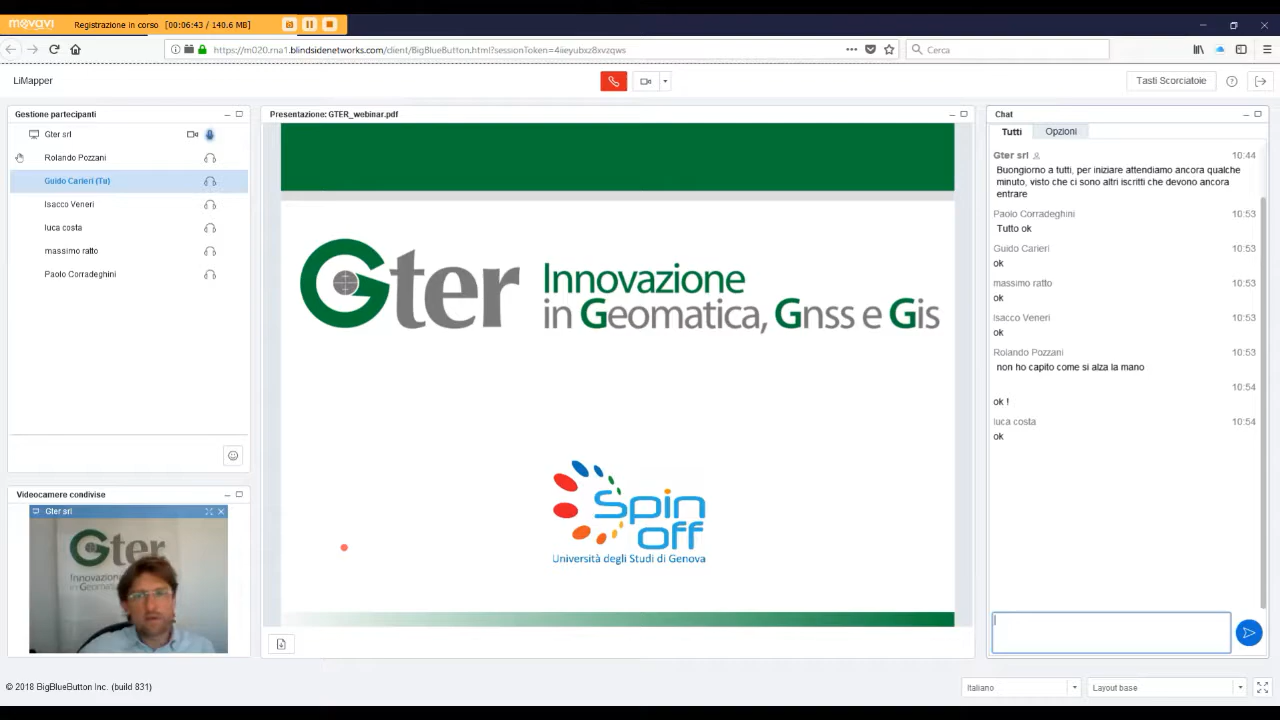 movavi
Registrazione in corso [00:06:43 / 140.6 MB]
https://m020.rna1.blindsidenetworks.com/client/BigBlueButton.html?sessionToken=4iieyubxz8xvzqws
Cerca
LiMapper
Tasti Scorciatoie
Gestione partecipanti
Gter srl
Rolando Pozzani
Guido Carieri (Tu)
Isacco Veneri
luca costa
massimo ratto
Paolo Corradeghini
Videocamere condivise
Gter srl
Gter
Innovazione
in Geomatica
Presentazione: GTER_webinar.pdf
Gter
Innovazione
in Geomatica, Gnss e Gis
Spin
off
Università degli Studi di Genova
Chat
Tutti
Opzioni
Gter srl 10:44
Buongiorno a tutti, per iniziare attendiamo ancora qualche
minuto, visto che ci sono altri iscritti che devono ancora
entrare
Paolo Corradeghini 10:53
Tutto ok
Guido Carieri 10:53
ok
massimo ratto 10:53
ok
Isacco Veneri 10:53
ok
Rolando Pozzani 10:53
non ho capito come si alza la mano
10:54
ok !
luca costa 10:54
ok
© 2018 BigBlueButton Inc. (build 831)
Italiano
Layout base